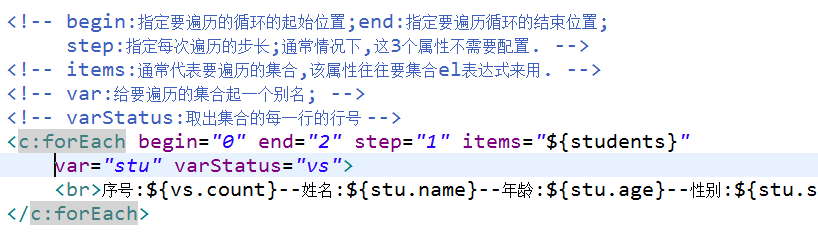 <!-- begin:指定要遍历的循环的起始位置;end:指定要遍历循环的结束位置;
step:指定每次遍历的步长;通常情况下,这3个属性不需要配置. -->
<!-- items:通常代表要遍历的集合,该属性往往要集合el表达式来用. -->
<!-- var:给要遍历的集合起一个别名; -->
<!-- varStatus:取出集合的每一行的行号-->
<c:forEach begin="0" end="2" step="1" items="${students}"
var="stu" varStatus="vs">
<br>序号:${vs.count}--姓名:${stu.name}--年龄:${stu.age}--性别:${stu.s
</c:forEach>